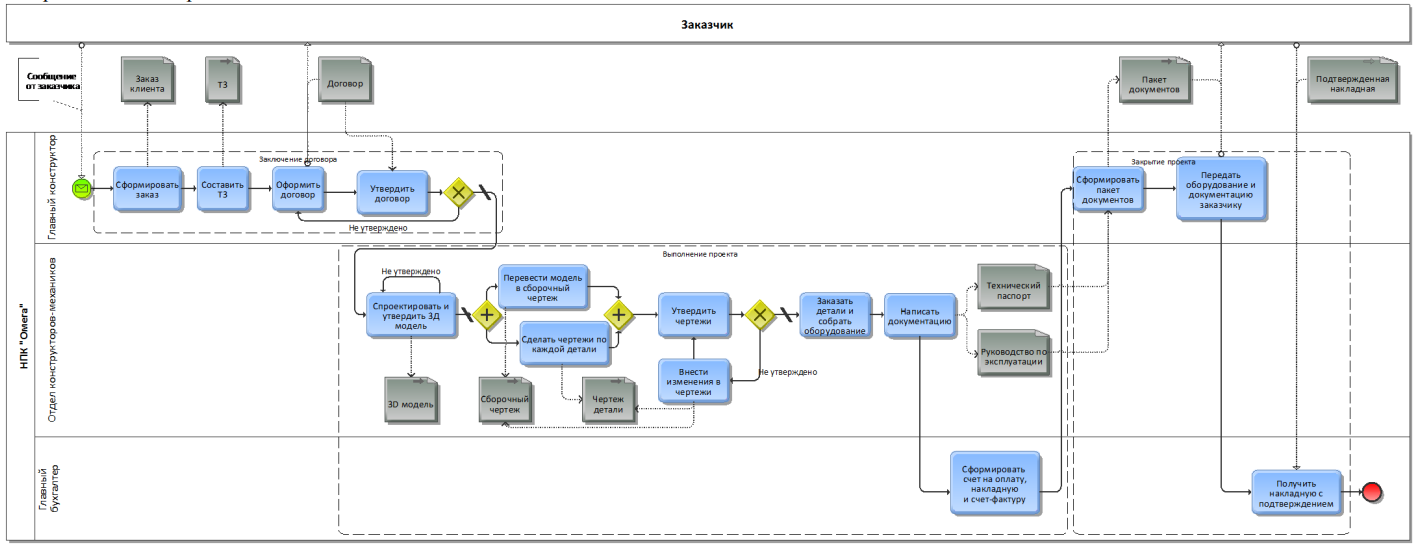 Заказчик
Сообщение
от заказчика
Заказ
клиента
ТЗ
Договор
Пакет
документов
Подтвержденная
накладная
НПК "Омега"
Главный конструктор
Заключение договора
Сформировать
заказ
Составить
ТЗ
Оформить
договор
Утвердить
договор
Не утверждено
Закрытие проекта
Сформировать
пакет
документов
Передать
оборудование и
документацию
заказчику
Отдел конструкторов-механиков
Выполнение проекта
Не утверждено
Спроектировать и
утвердить 3Д
модель
Перевести модель
в сборочный
чертеж
Сделать чертежи по
каждой детали
Утвердить
чертежи
Заказать
детали и
собрать
оборудование
Написать
документацию
Технический
паспорт
Руководство по
эксплуатации
Внести
изменения в
чертежи
Не утверждено
3D модель
Сборочный
чертеж
Чертеж
детали
Главный
бухгалтер
Сформировать
счет на оплату,
накладную
и счет-фактуру
Получить
накладную с
подтверждением